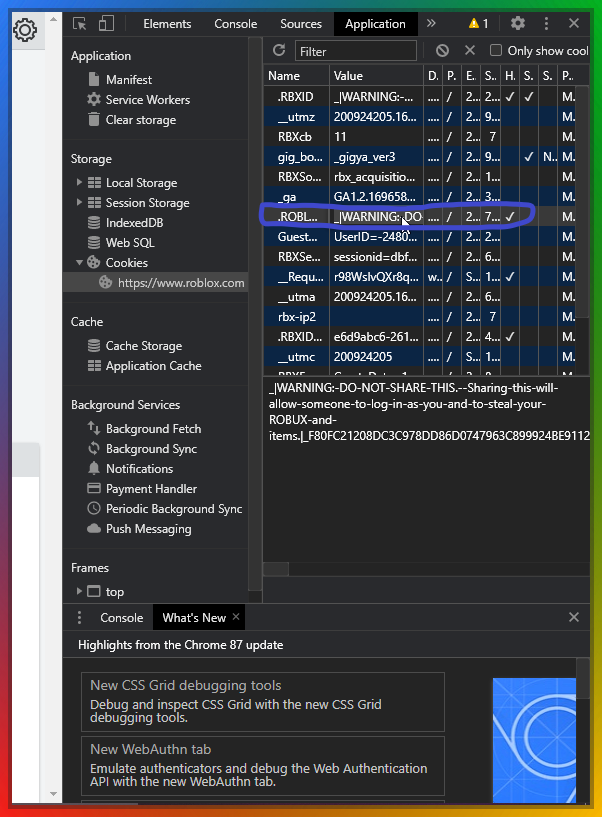 Elements Console Sources Application » 1
Application
Manifest
Service Workers
Clear storage
Storage
Local Storage
Session Storage
IndexedDB
Web SQL
Cookies
https://www.roblox.com
Cache
Cache Storage
Application Cache
Background Services
Background Fetch
Background Sync
Notifications
Payment Handler
Periodic Background Sync
Push Messaging
Frames
top
Filter Only show cool
Name Value D. P. E. S.. H. S. S. P..
.RBXID _|WARNING:-... .... / 2... 2... ✓ ✓ M.
__utmz 200924205.16... .... / 2... 9... M.
RBXcb 11 .... / 2... 7 M.
gig_bo... _gigya_ver3 .... / 2... 9... ✓ N.. M.
RBXSo... rbx_acquisitio... .... / 2... 1... M.
_ga GA1.2.169658... .... / 2... 3... M.
.ROBL... _|WARNING:-DO .... / 2... 7... ✓ M.
Guest... UserID=-2480... .... / 2... 6... M.
RBXSe... sessionid=dbf... .... / 2... 6... M.
__Requ... r98WsIvQXr8q... w.. / S... 1... ✓ M.
__utma 200924205.16... .... / 2... 6... M.
rbx-ip2 .... / 2... 7 M.
.RBXID... e6d9abc6-261... .... / 2... 4... ✓ M.
__utmc 200924205 .... / S... 1... M.
_|WARNING:-DO-NOT-SHARE-THIS.--Sharing-this-will-
allow-someone-to-log-in-as-you-and-to-steal-your-
ROBUX-and-
items.|_F80FC21208DC3C978DD86D0747963C899924BE9112
Console What's New ×
Highlights from the Chrome 87 update
New CSS Grid debugging tools
Debug and inspect CSS Grid with the new CSS Grid
debugging tools.
New WebAuthn tab
Emulate authenticators and debug the Web Authentication
API with the new WebAuthn tab.